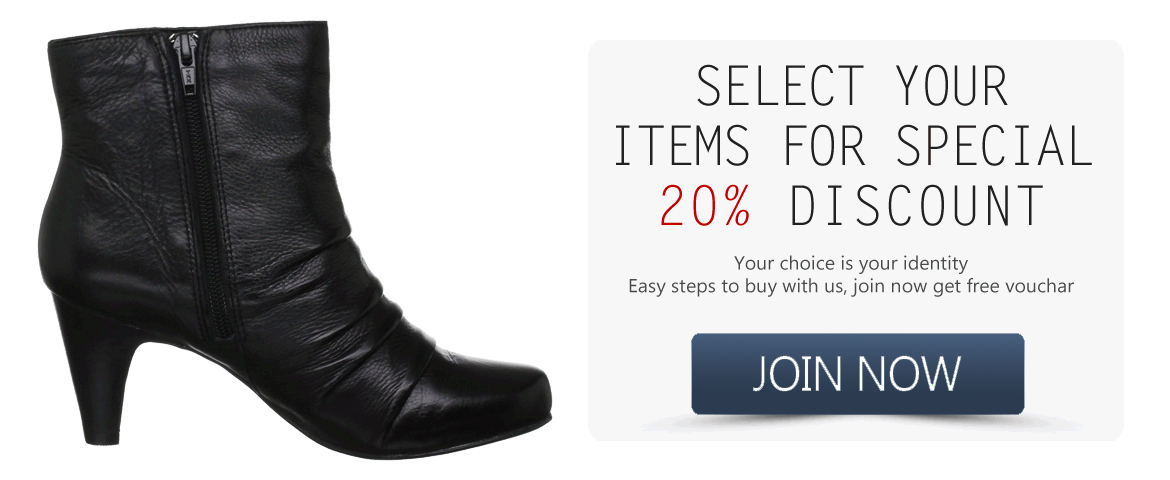 SELECT YOUR
ITEMS FOR SPECIAL
20% DISCOUNT
Your choice is your identity
Easy steps to buy with us, join now get free vouchar
JOIN NOW